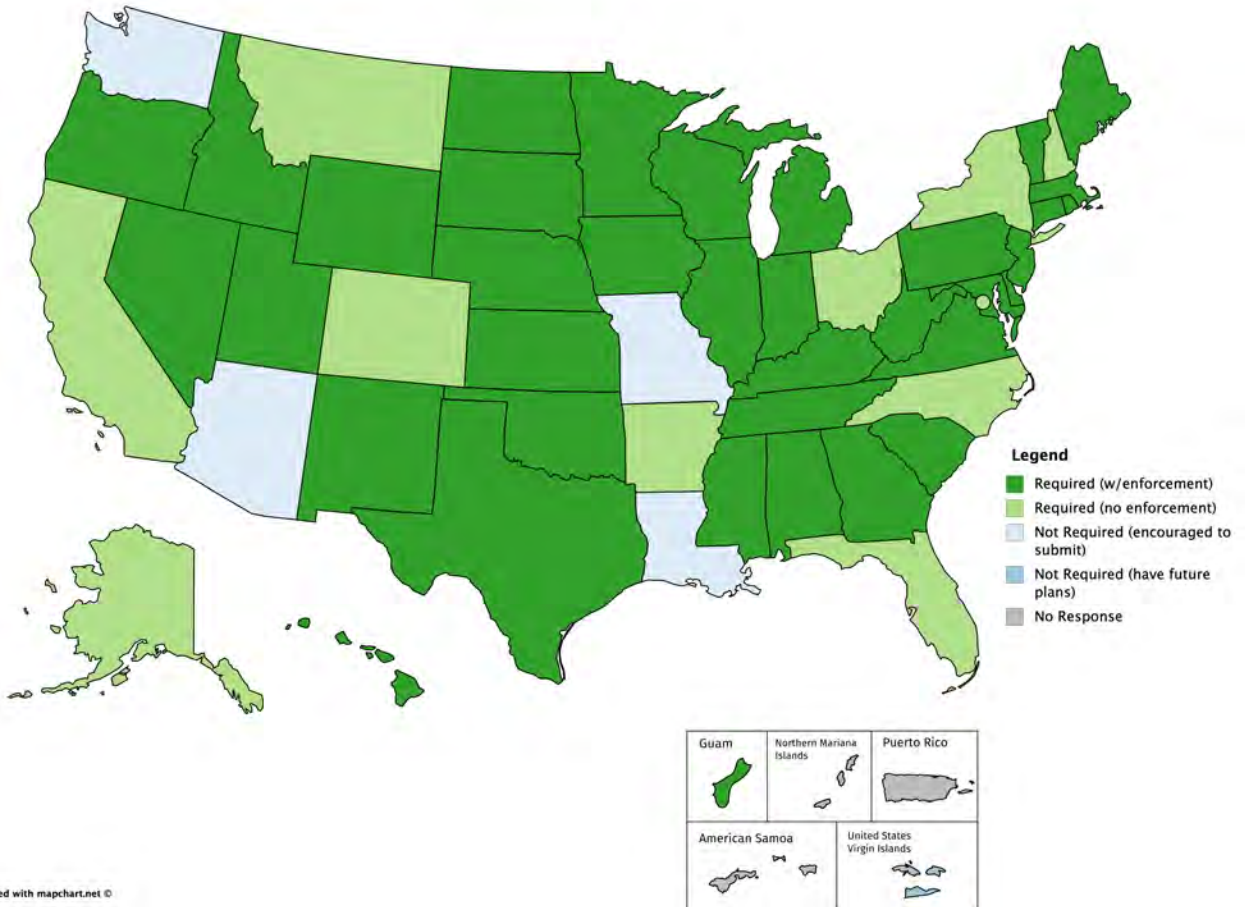 Legend
Required (w/enforcement)
Required (no enforcement)
Not Required (encouraged to
submit)
Not Required (have future
plans)
No Response
Guam
Northern Mariana
Islands
Puerto Rico
American Samoa
United States
Virgin Islands
ed with mapchart.net ©